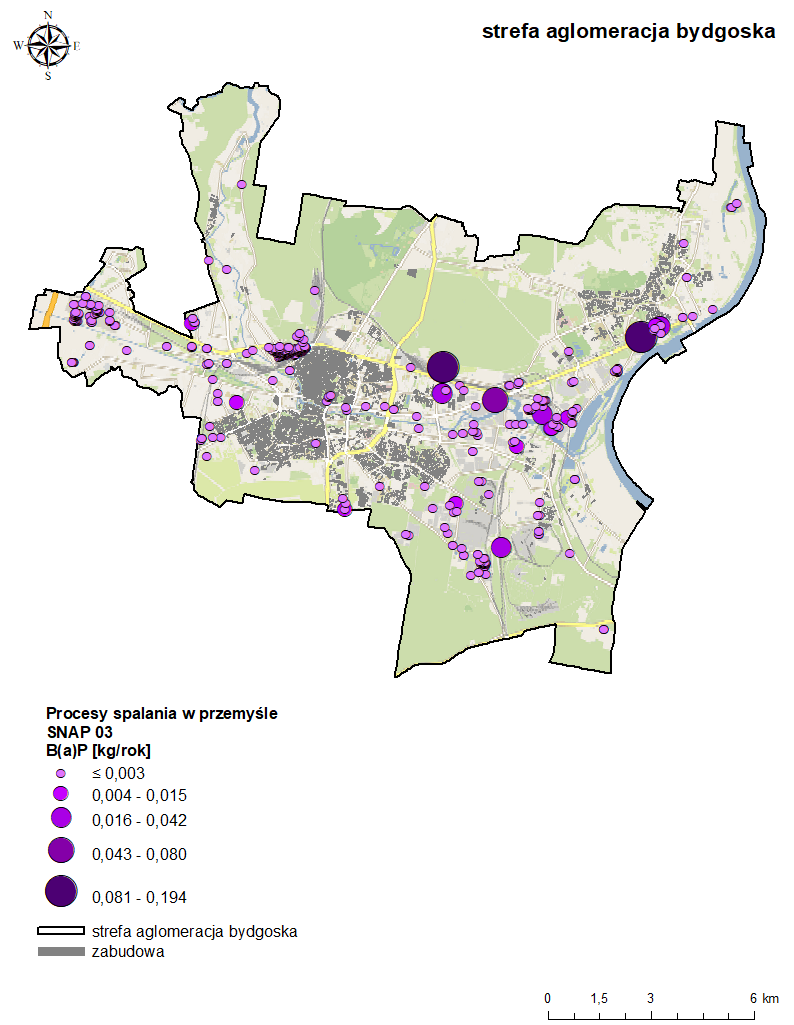 N
W E
S
strefa aglomeracja bydgoska
Procesy spalania w przemyśle
SNAP 03
B(a)P [kg/rok]
≤ 0,003
0,004 - 0,015
0,016 - 0,042
0,043 - 0,080
0,081 - 0,194
strefa aglomeracja bydgoska
zabudowa
0 1,5 3 6 km